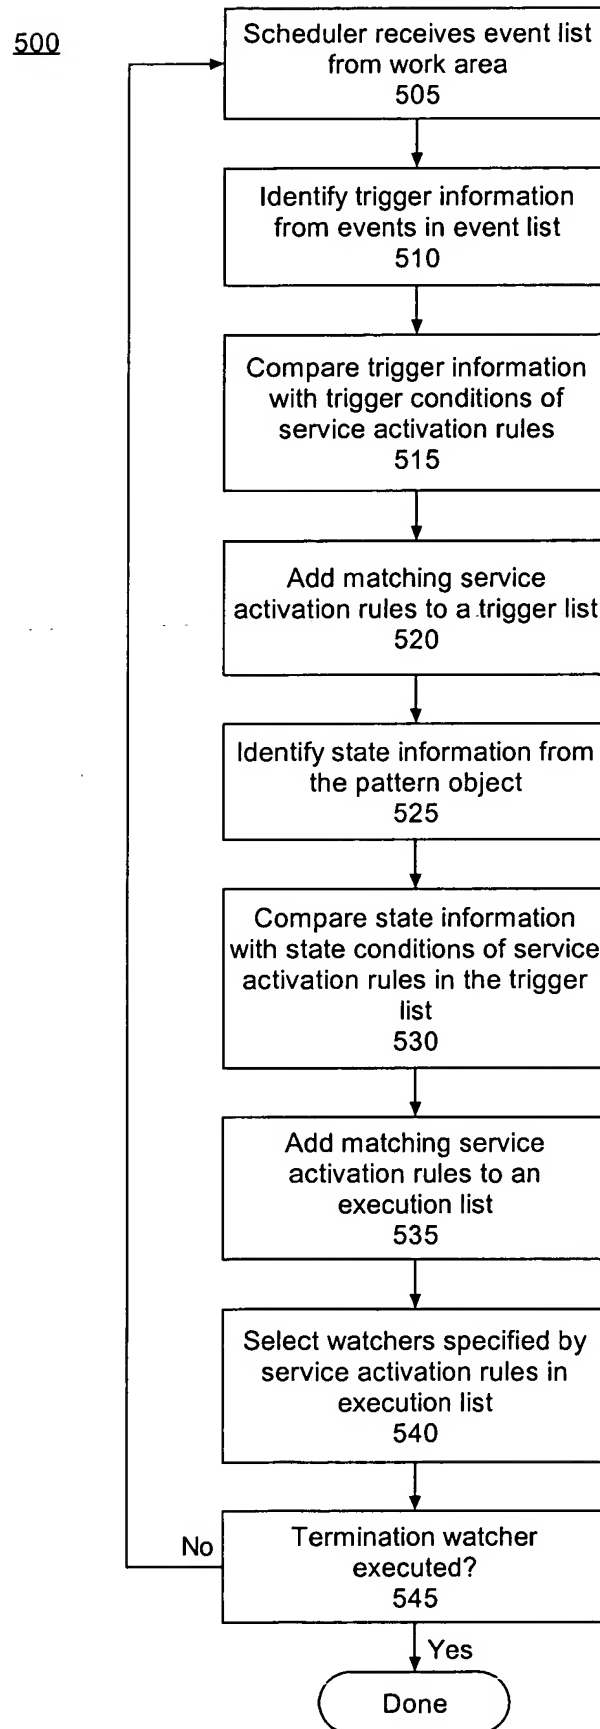 500
Scheduler receives event list
from work area
505
Identify trigger information
from events in event list
510
Compare trigger information
with trigger conditions of
service activation rules
515
Add matching service
activation rules to a trigger list
520
Identify state information from
the pattern object
525
Compare state information
with state conditions of service
activation rules in the trigger
list
530
Add matching service
activation rules to an
execution list
535
Select watchers specified by
service activation rules in
execution list
540
No
Termination watcher
executed?
545
Yes
Done